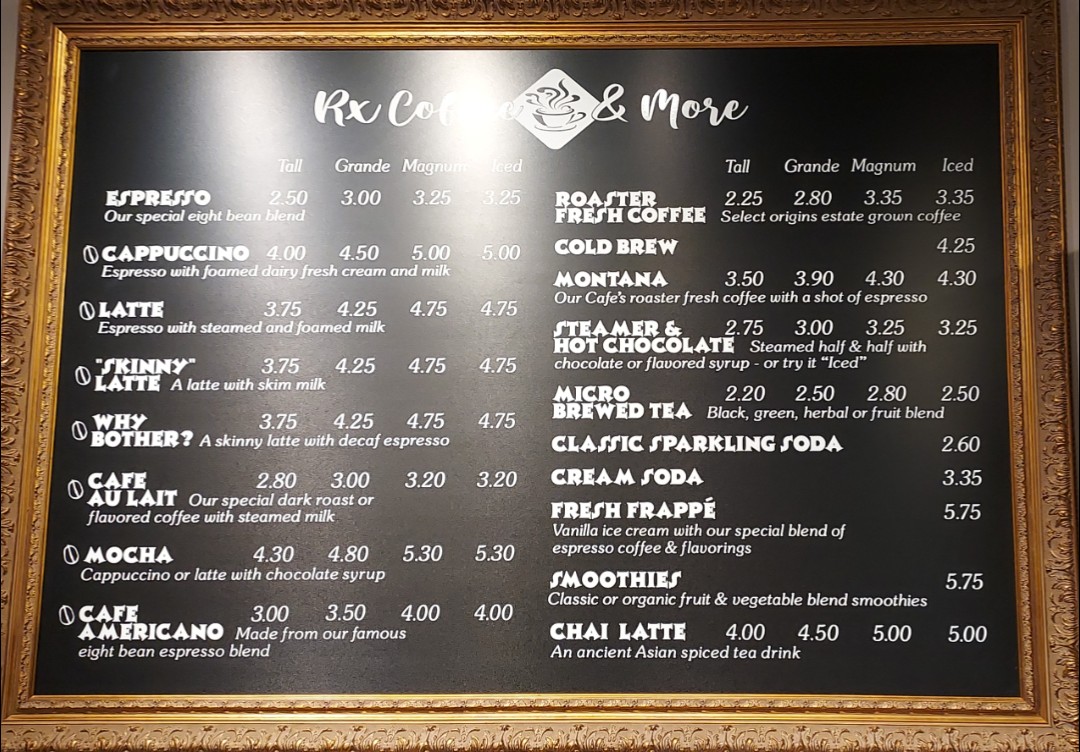 Rx Coffee & More
Tall Grande Magnum Iced
ESPRESSO 2.50 3.00 3.25 3.25
Our special eight bean blend
CAPPUCCINO 4.00 4.50 5.00 5.00
Espresso with foamed dairy fresh cream and milk
LATTE 3.75 4.25 4.75 4.75
Espresso with steamed and foamed milk
"SKINNY" 3.75 4.25 4.75 4.75
LATTE A latte with skim milk
WHY 3.75 4.25 4.75 4.75
BOTHER? A skinny latte with decaf espresso
CAFE 2.80 3.00 3.20 3.20
AU LAIT Our special dark roast or
flavored coffee with steamed milk
MOCHA 4.30 4.80 5.30 5.30
Cappuccino or latte with chocolate syrup
CAFE 3.00 3.50 4.00 4.00
AMERICANO Made from our famous
eight bean espresso blend
Tall Grande Magnum Iced
ROASTER 2.25 2.80 3.35 3.35
FRESH COFFEE Select origins estate grown coffee
COLD BREW 4.25
MONTANA 3.50 3.90 4.30 4.30
Our Cafe's roaster fresh coffee with a shot of espresso
STEAMER & 2.75 3.00 3.25 3.25
HOT CHOCOLATE Steamed half & half with
chocolate or flavored syrup - or try it "Iced"
MICRO 2.20 2.50 2.80 2.50
BREWED TEA Black, green, herbal or fruit blend
CLASSIC SPARKLING SODA 2.60
CREAM SODA 3.35
FRESH FRAPPÉ 5.75
Vanilla ice cream with our special blend of
espresso coffee & flavorings
SMOOTHIES 5.75
Classic or organic fruit & vegetable blend smoothies
CHAI LATTE 4.00 4.50 5.00 5.00
An ancient Asian spiced tea drink